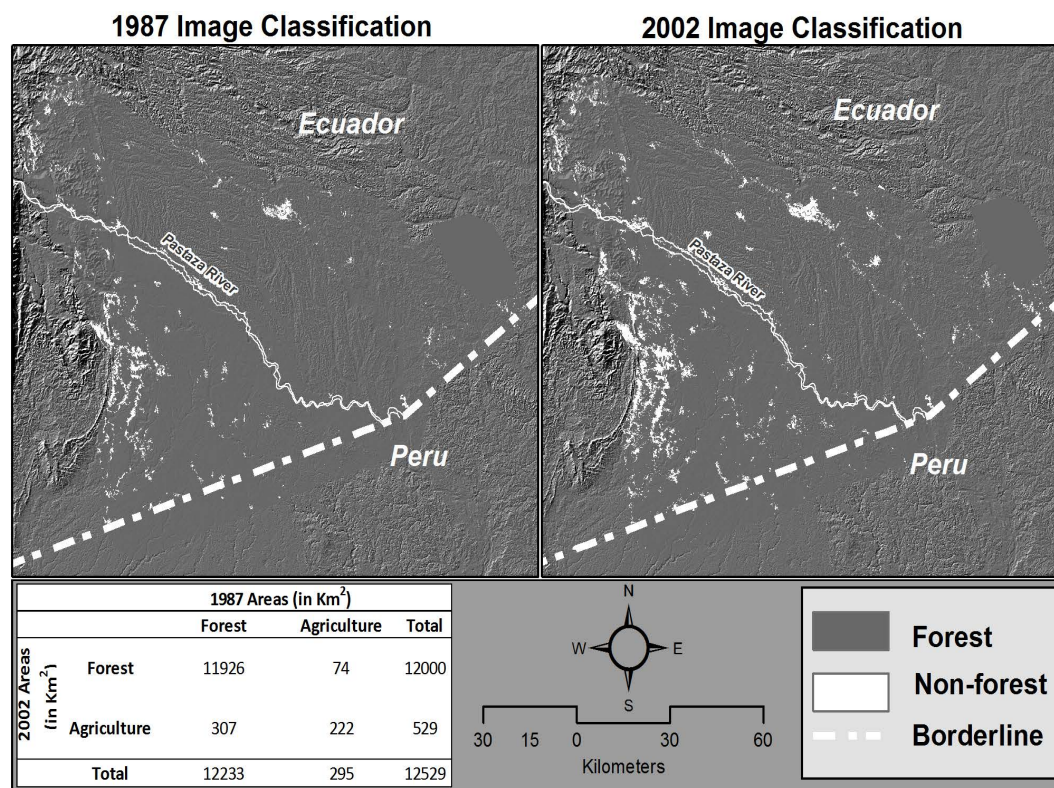 1987 Image Classification
2002 Image Classification
Ecuador
Pastaza River
Peru
Ecuador
Pastaza River
Peru
1987 Areas (in Km²)
Forest Agriculture Total
2002 Areas
(in Km²)
Forest 11926 74 12000
Agriculture 307 222 529
Total 12233 295 12529
N
W E
S
30 15 0 30 60
Kilometers
Forest
Non-forest
Borderline